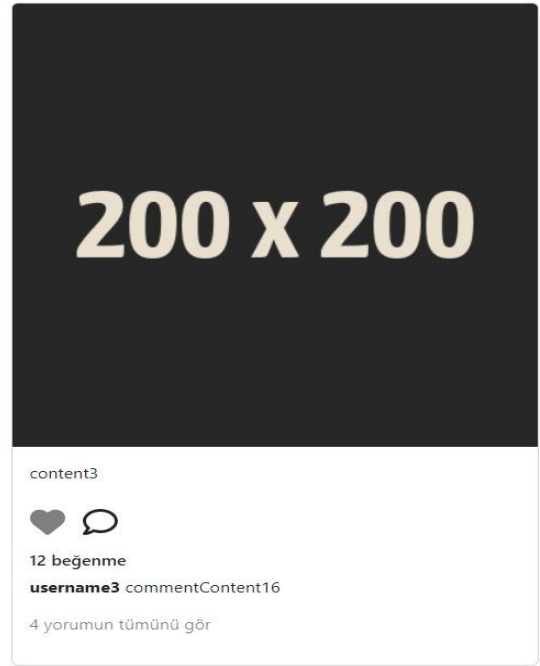 200 x 200
content3
12 beğenme
username3 commentContent16
4 yorumun tümünü gör